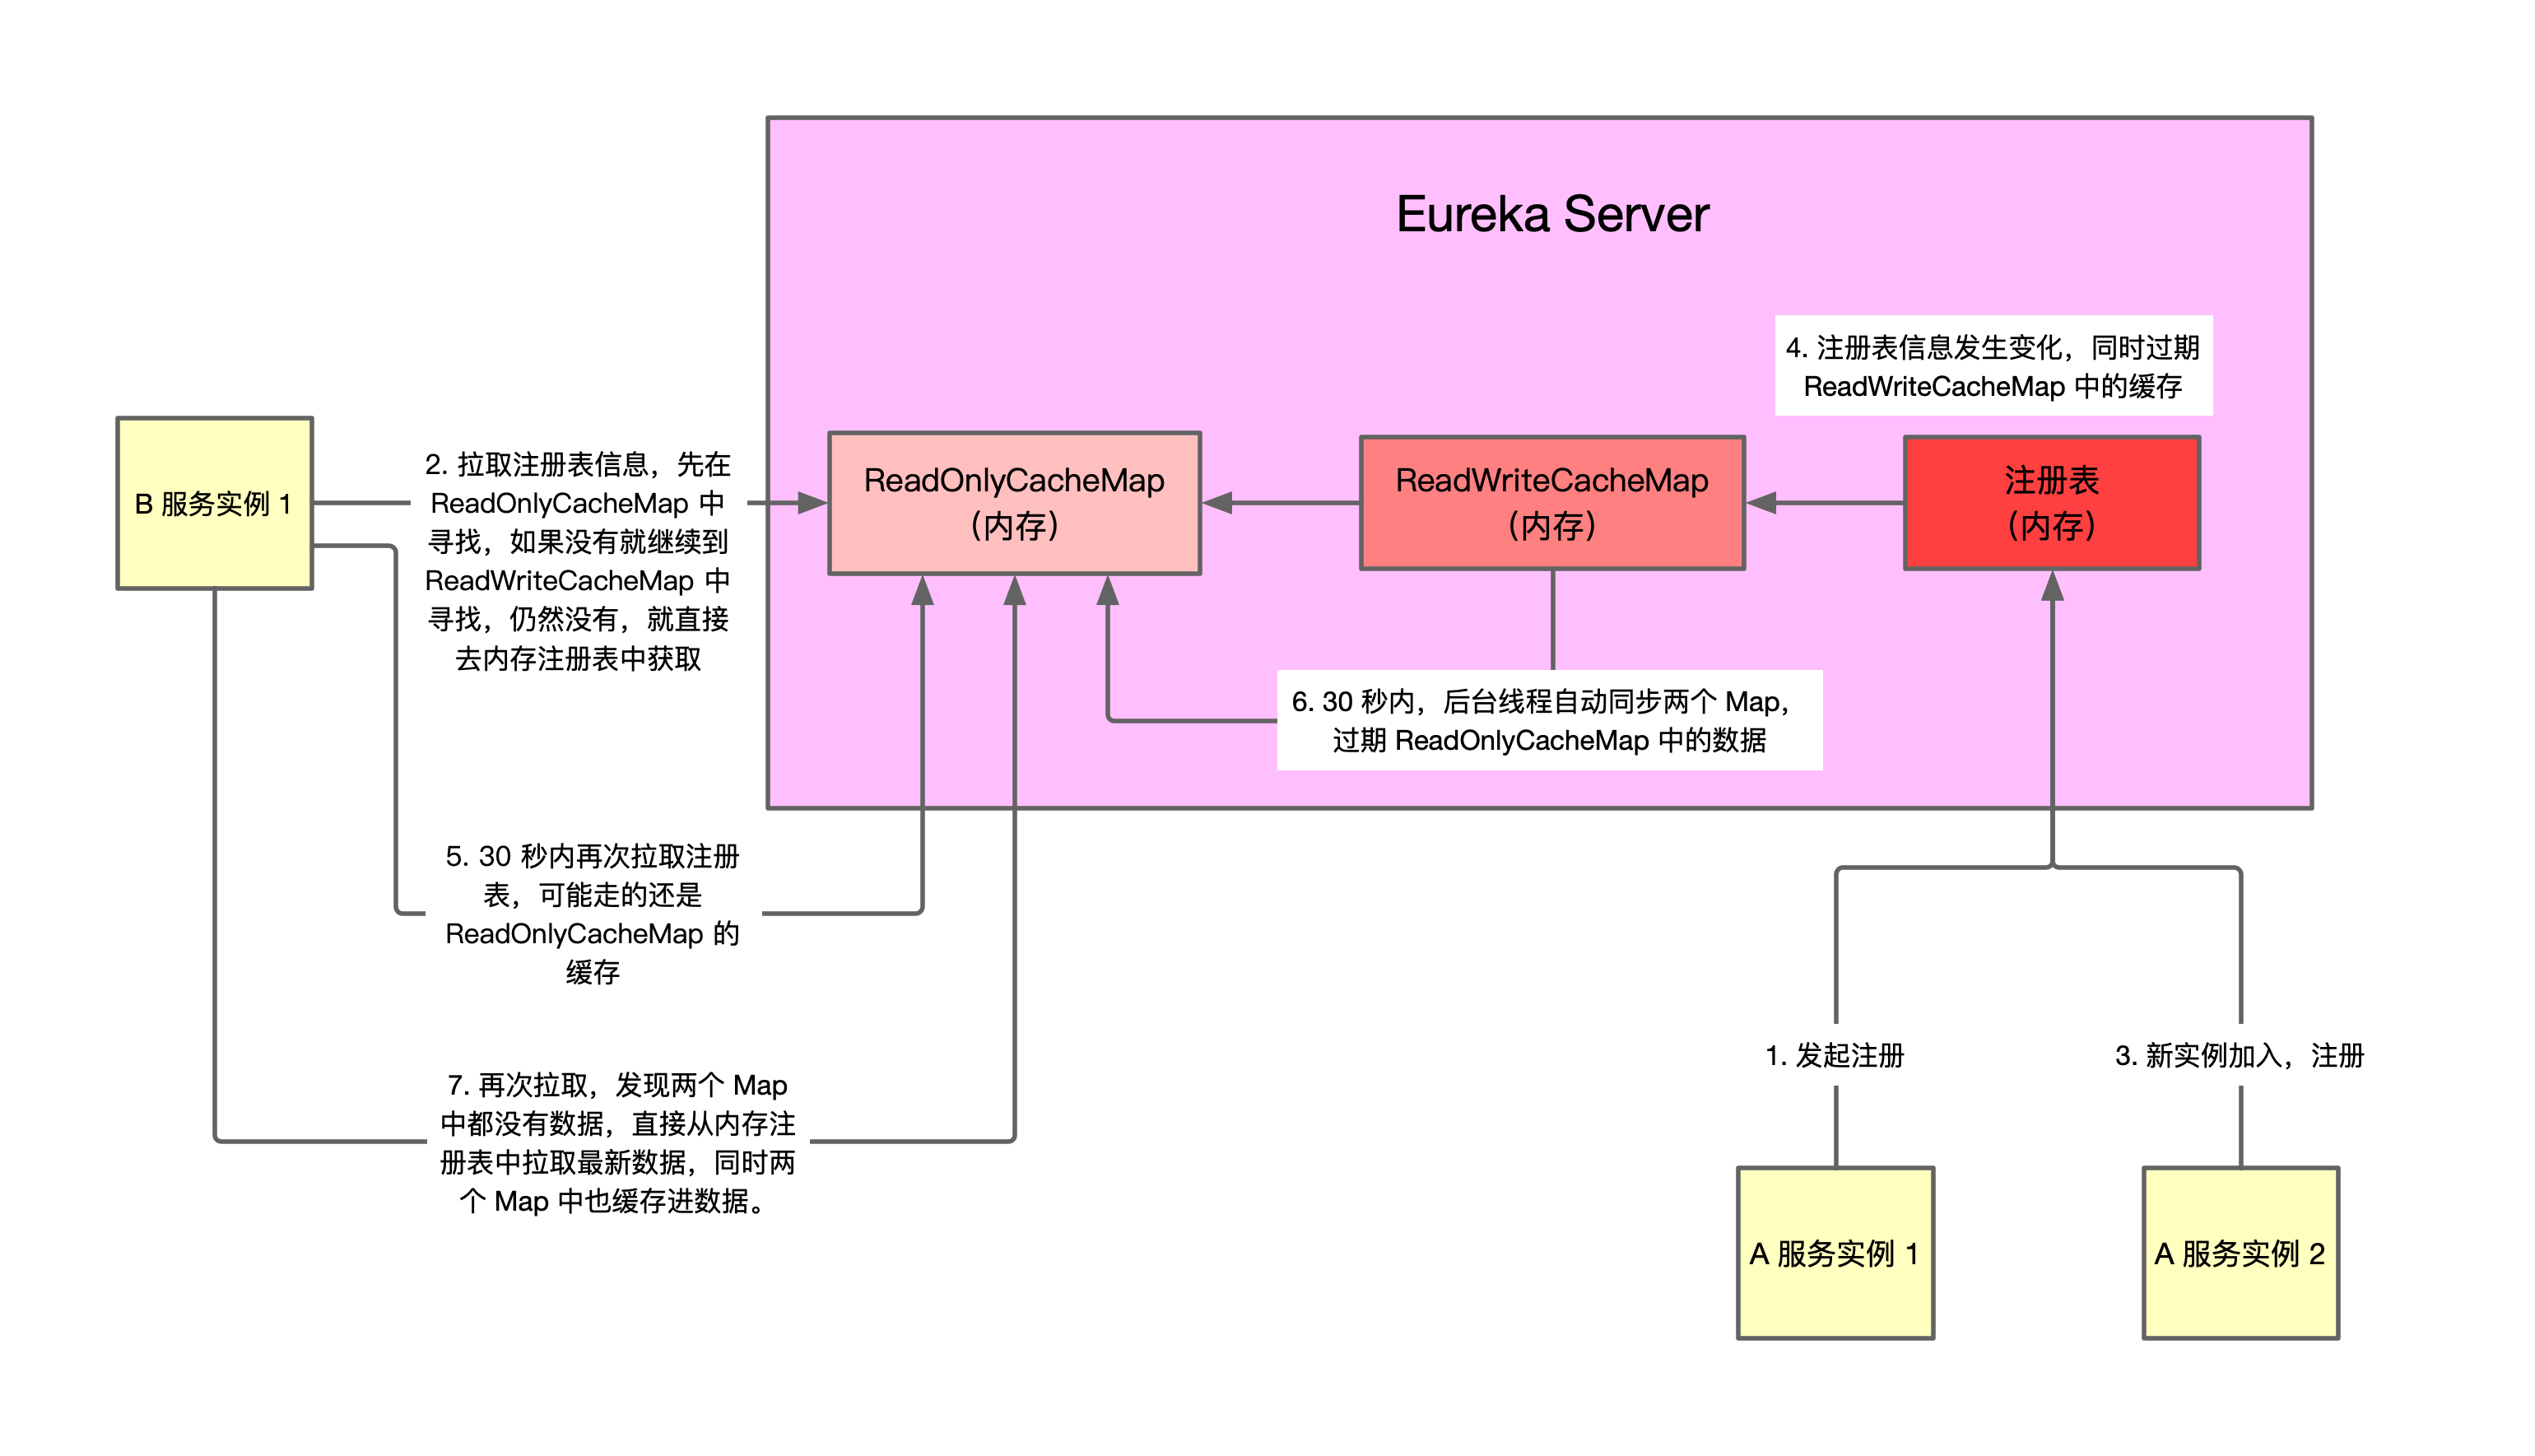 Eureka Server
4. 注册表信息发生变化，同时过期
ReadWriteCacheMap 中的缓存
B 服务实例 1
2. 拉取注册表信息，先在
ReadOnlyCacheMap 中
寻找，如果没有就继续到
ReadWriteCacheMap 中
寻找，仍然没有，就直接
去内存注册表中获取
ReadOnlyCacheMap
（内存）
ReadWriteCacheMap
（内存）
注册表
（内存）
6. 30 秒内，后台线程自动同步两个 Map，
过期 ReadOnlyCacheMap 中的数据
5. 30 秒内再次拉取注册
表，可能走的还是
ReadOnlyCacheMap 的
缓存
7. 再次拉取，发现两个 Map
中都没有数据，直接从内存注
册表中拉取最新数据，同时两
个 Map 中也缓存进数据。
1. 发起注册
3. 新实例加入，注册
A 服务实例 1
A 服务实例 2